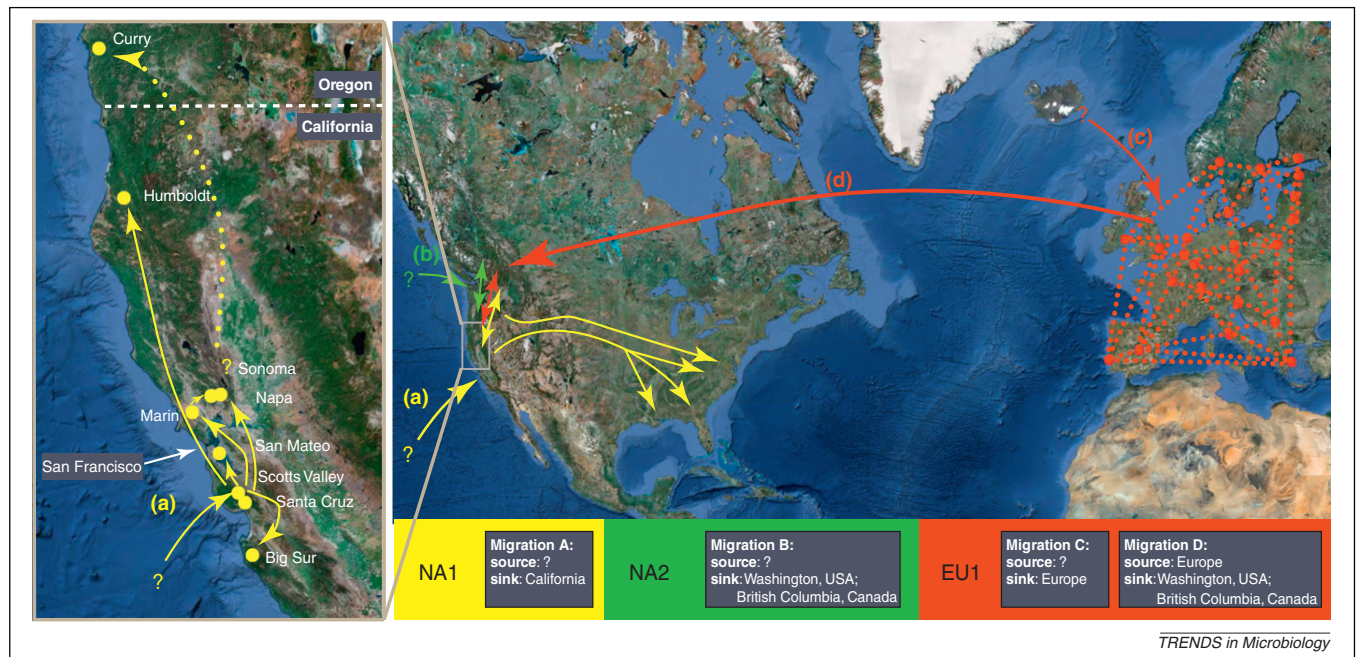 Curry
Oregon
California
Humboldt
?
Sonoma
Napa
Marin
San Mateo
San Francisco
Scotts Valley
(a)
Santa Cruz
Big Sur
?
?
(c)
(d)
(b)
?
(a)
?
NA1
Migration A:
source: ?
sink: California
NA2
Migration B:
source: ?
sink: Washington, USA;
British Columbia, Canada
EU1
Migration C:
source: ?
sink: Europe
Migration D:
source: Europe
sink: Washington, USA;
British Columbia, Canada
TRENDS in Microbiology